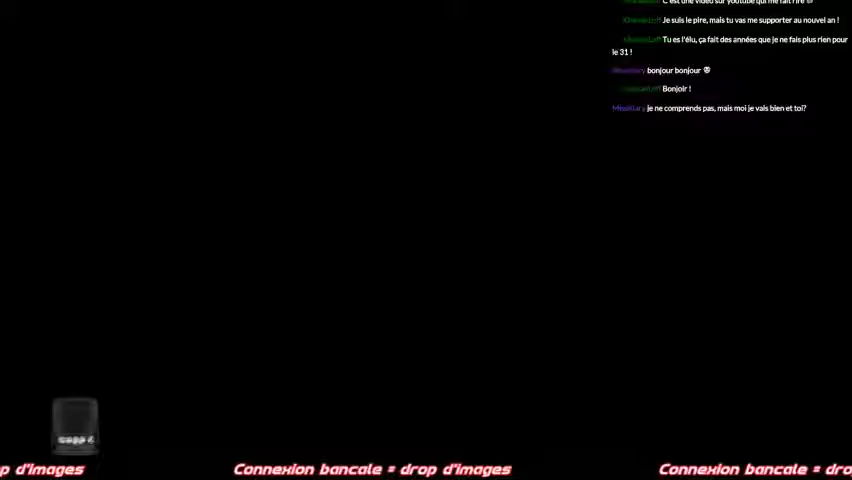 C'est une vidéo sur youtube qui me fait rire
Je suis le pire, mais tu vas me supporter au nouvel an !
Tu es l'élu, ça fait des années que je ne fais plus rien pour
le 31 !
bonjour bonjour
Bonjoir !
je ne comprends pas, mais moi je vais bien et toi?
p d'images Connexion bancale = drop d'images Connexion bancale = dro